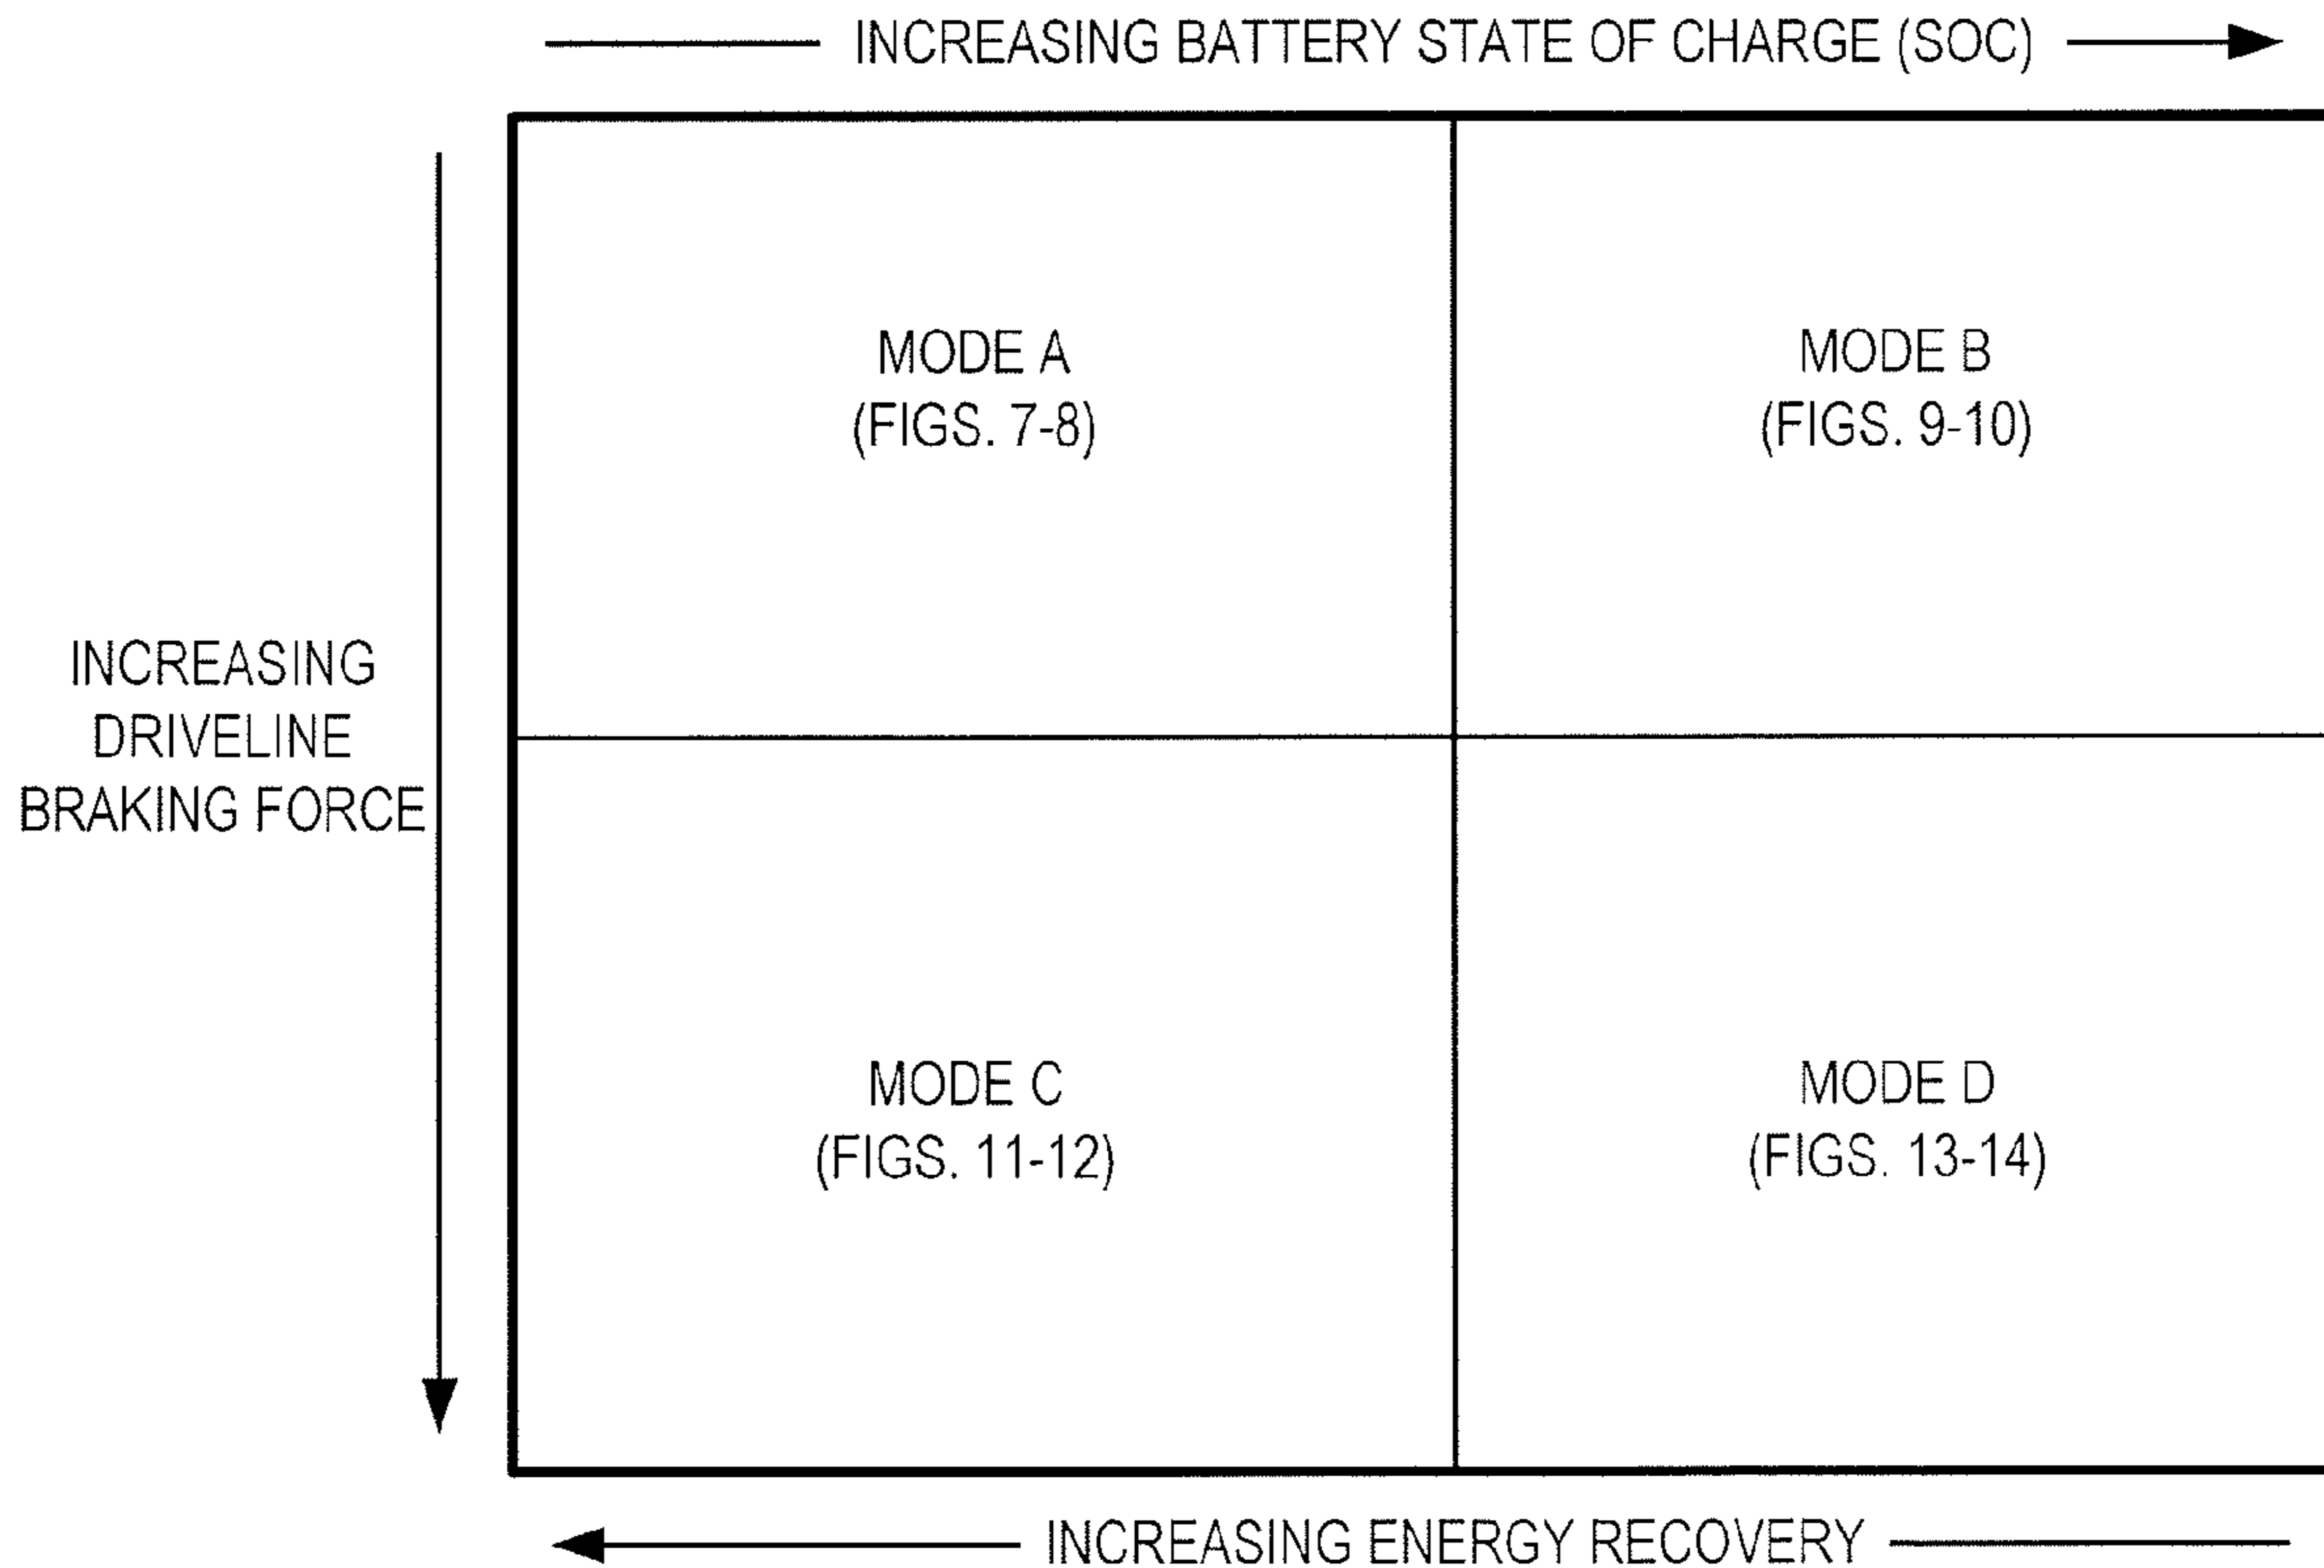 INCREASING BATTERY STATE OF CHARGE (SOC)
MODE A
(FIGS. 7-8)
MODE B
(FIGS. 9-10)
INCREASING
DRIVELINE
BRAKING FORCE
MODE C
(FIGS. 11-12)
MODE D
(FIGS. 13-14)
INCREASING ENERGY RECOVERY